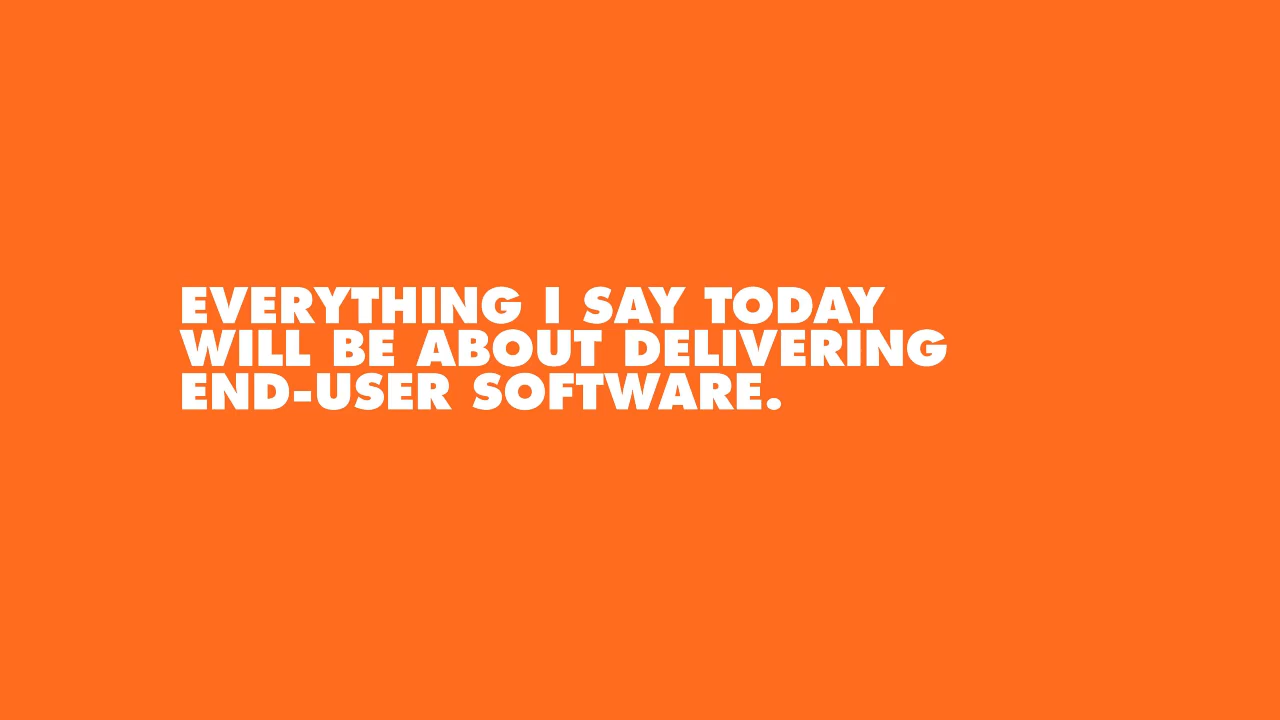 EVERYTHING I SAY TODAY
WILL BE ABOUT DELIVERING
END-USER SOFTWARE.